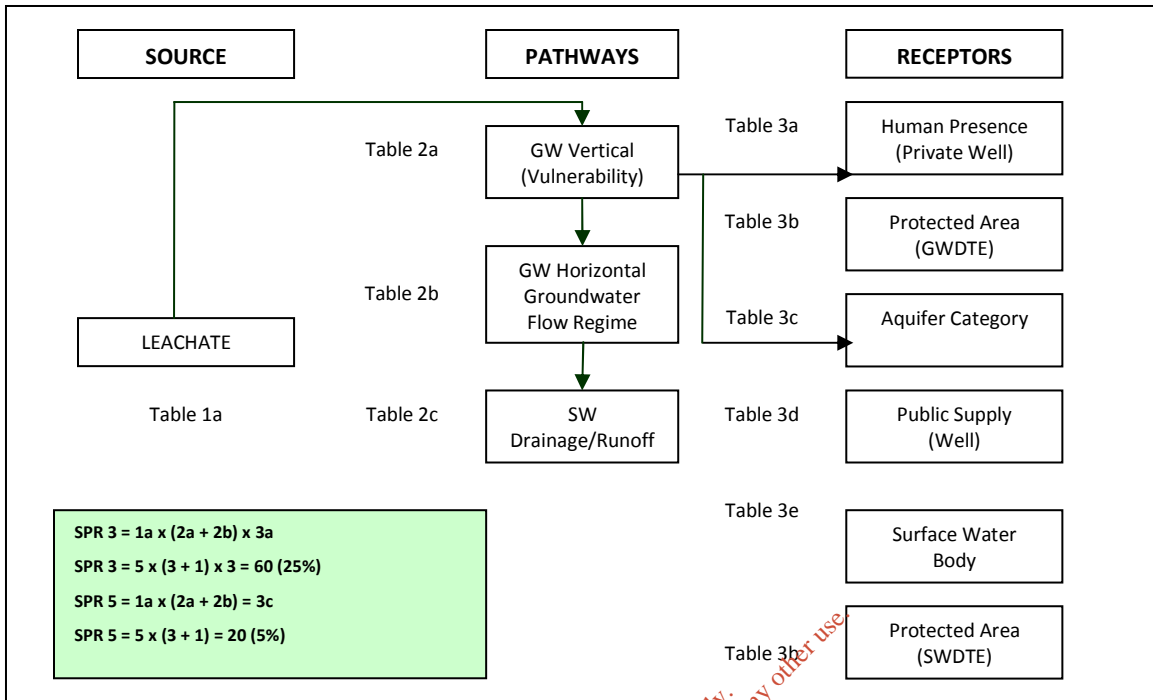 SOURCE
PATHWAYS
RECEPTORS
Table 2a
GW Vertical
(Vulnerability)
Table 3a
Human Presence
(Private Well)
Table 3b
Protected Area
(GWDTE)
Table 2b
GW Horizontal
Groundwater
Flow Regime
Table 3c
Aquifer Category
LEACHATE
Table 1a
Table 2c
SW
Drainage/Runoff
Table 3d
Public Supply
(Well)
Table 3e
Surface Water
Body
Table 3b
Protected Area
(SWDTE)
SPR 3 = 1a x (2a + 2b) x 3a
SPR 3 = 5 x (3 + 1) x 3 = 60 (25%)
SPR 5 = 1a x (2a + 2b) = 3c
SPR 5 = 5 x (3 + 1) = 20 (5%)
only.
any other use.